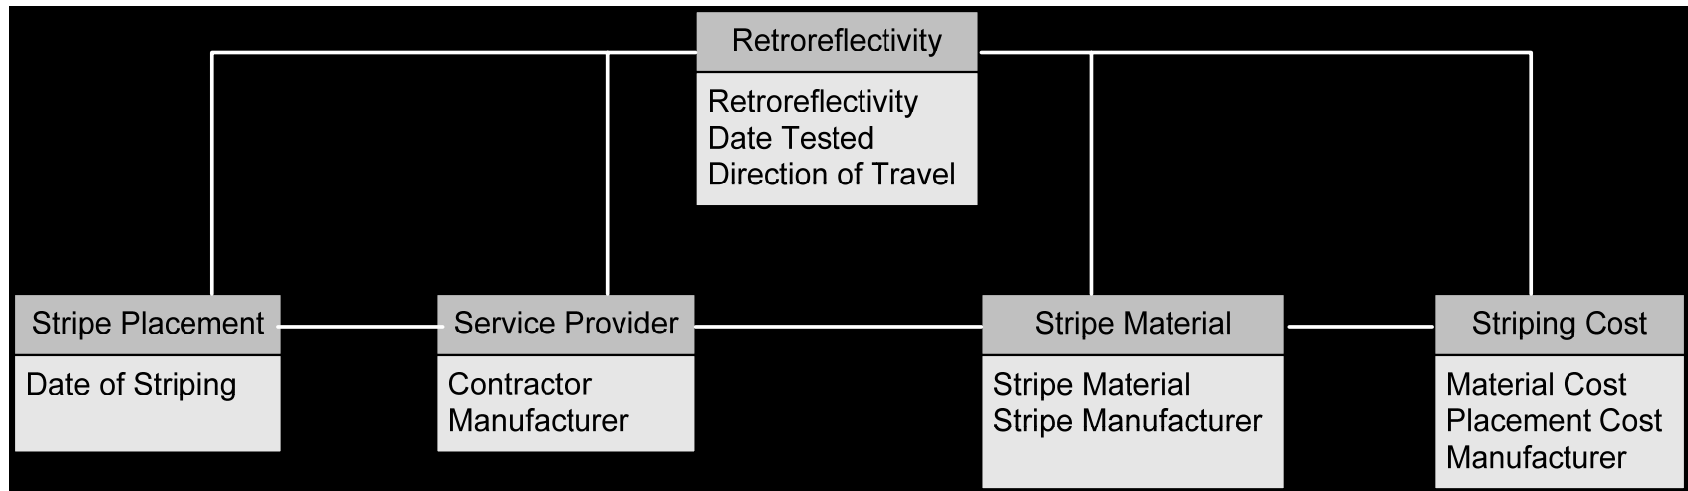 Retroreflectivity
Retroreflectivity
Date Tested
Direction of Travel
Stripe Placement
Date of Striping
Service Provider
Contractor
Manufacturer
Stripe Material
Stripe Material
Stripe Manufacturer
Striping Cost
Material Cost
Placement Cost
Manufacturer